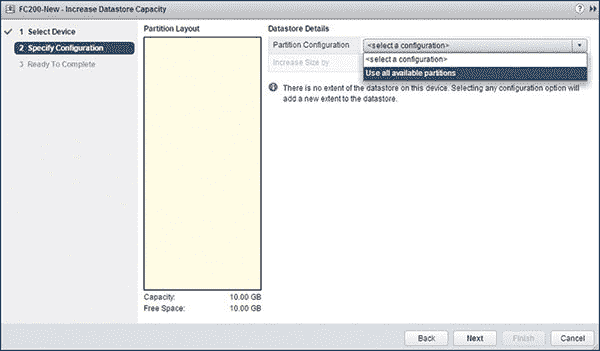 FC200-New - Increase Datastore Capacity
1 Select Device
2 Specify Configuration
3 Ready To Complete
Partition Layout
Capacity: 10.00 GB
Free Space: 10.00 GB
Datastore Details
Partition Configuration <select a configuration>
<select a configuration>
Use all available partitions
Increase Size by
There is no extent of the datastore on this device. Selecting any configuration option will
add a new extent to the datastore.
Back Next Finish Cancel